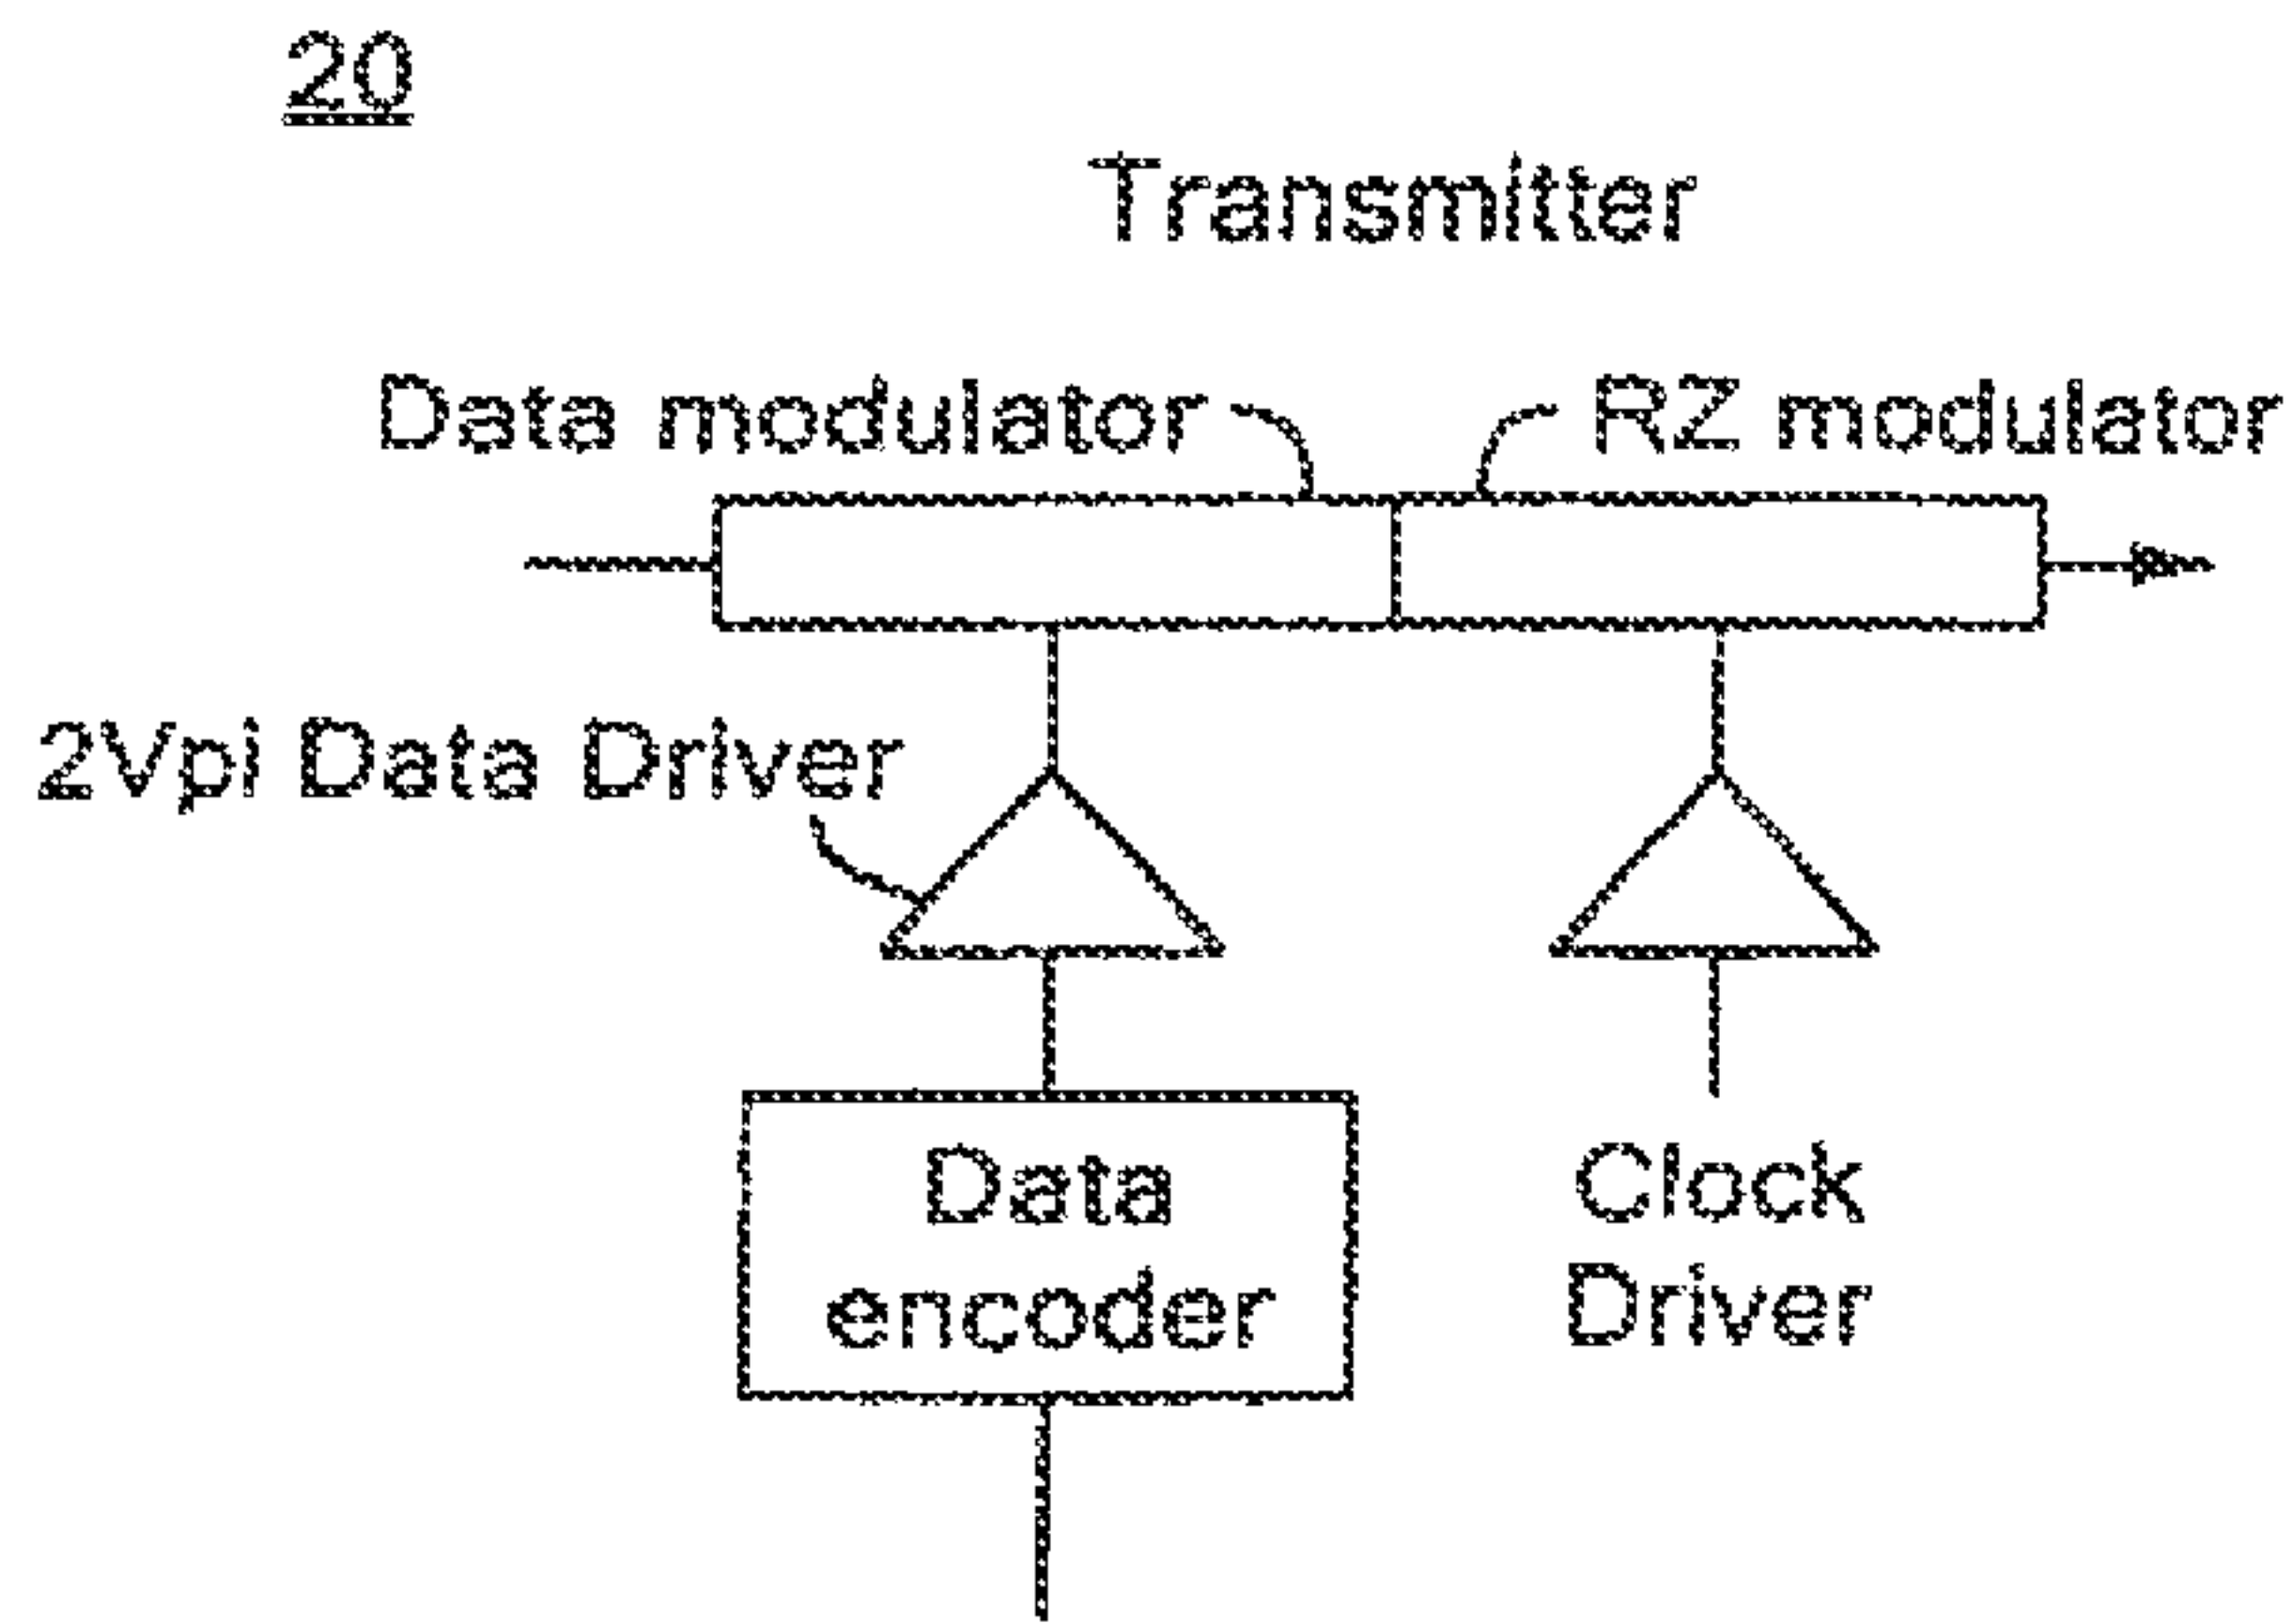 20
Transmitter
Data modulator
RZ modulator
2Vpi Data Driver
Data
encoder
Clock
Driver